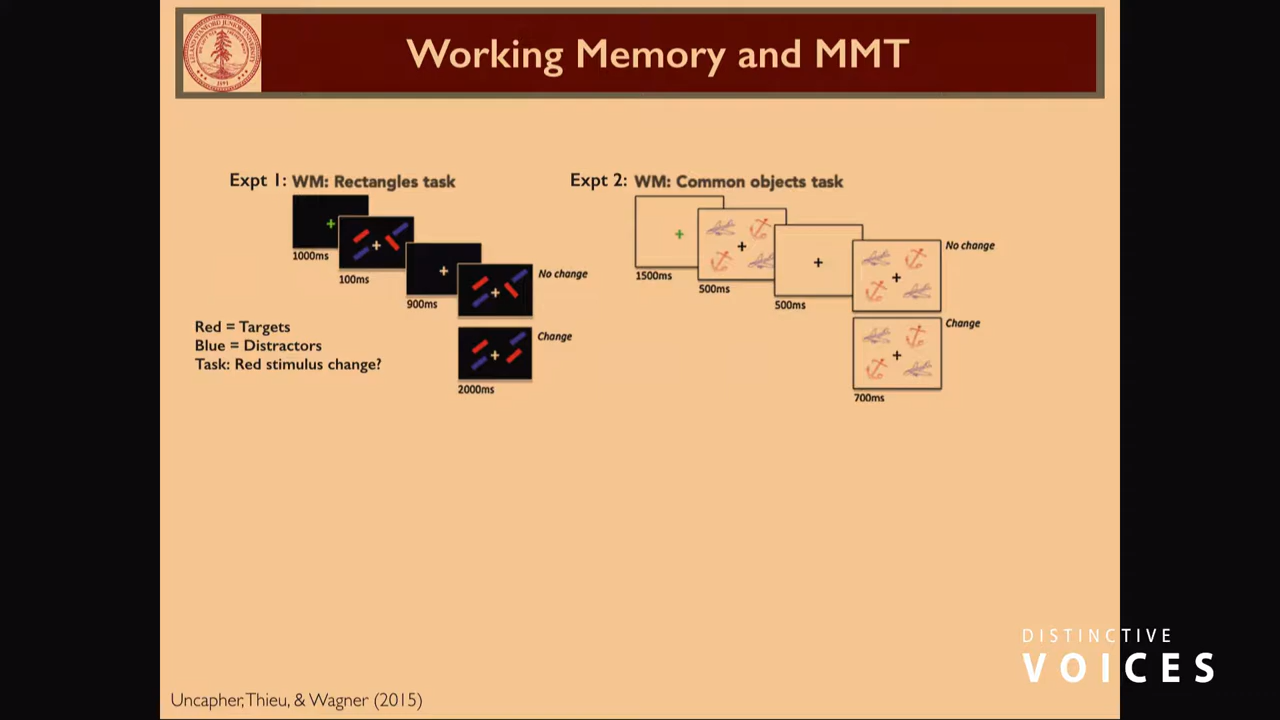 Working Memory and MMT
Expt 1: WM: Rectangles task
1000ms
100ms
900ms
No change
Change
2000ms
Red = Targets
Blue = Distractors
Task: Red stimulus change?
Expt 2: WM: Common objects task
1500ms
500ms
500ms
No change
Change
700ms
DISTINCTIVE
VOICES
Uncapher, Thieu, & Wagner (2015)